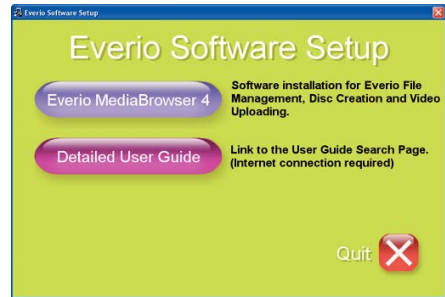 Everio Software Setup
Everio Software Setup
Everio MediaBrowser 4
Software installation for Everio File
Management, Disc Creation and Video
Uploading.
Detailed User Guide
Link to the User Guide Search Page.
(Internet connection required)
Quit